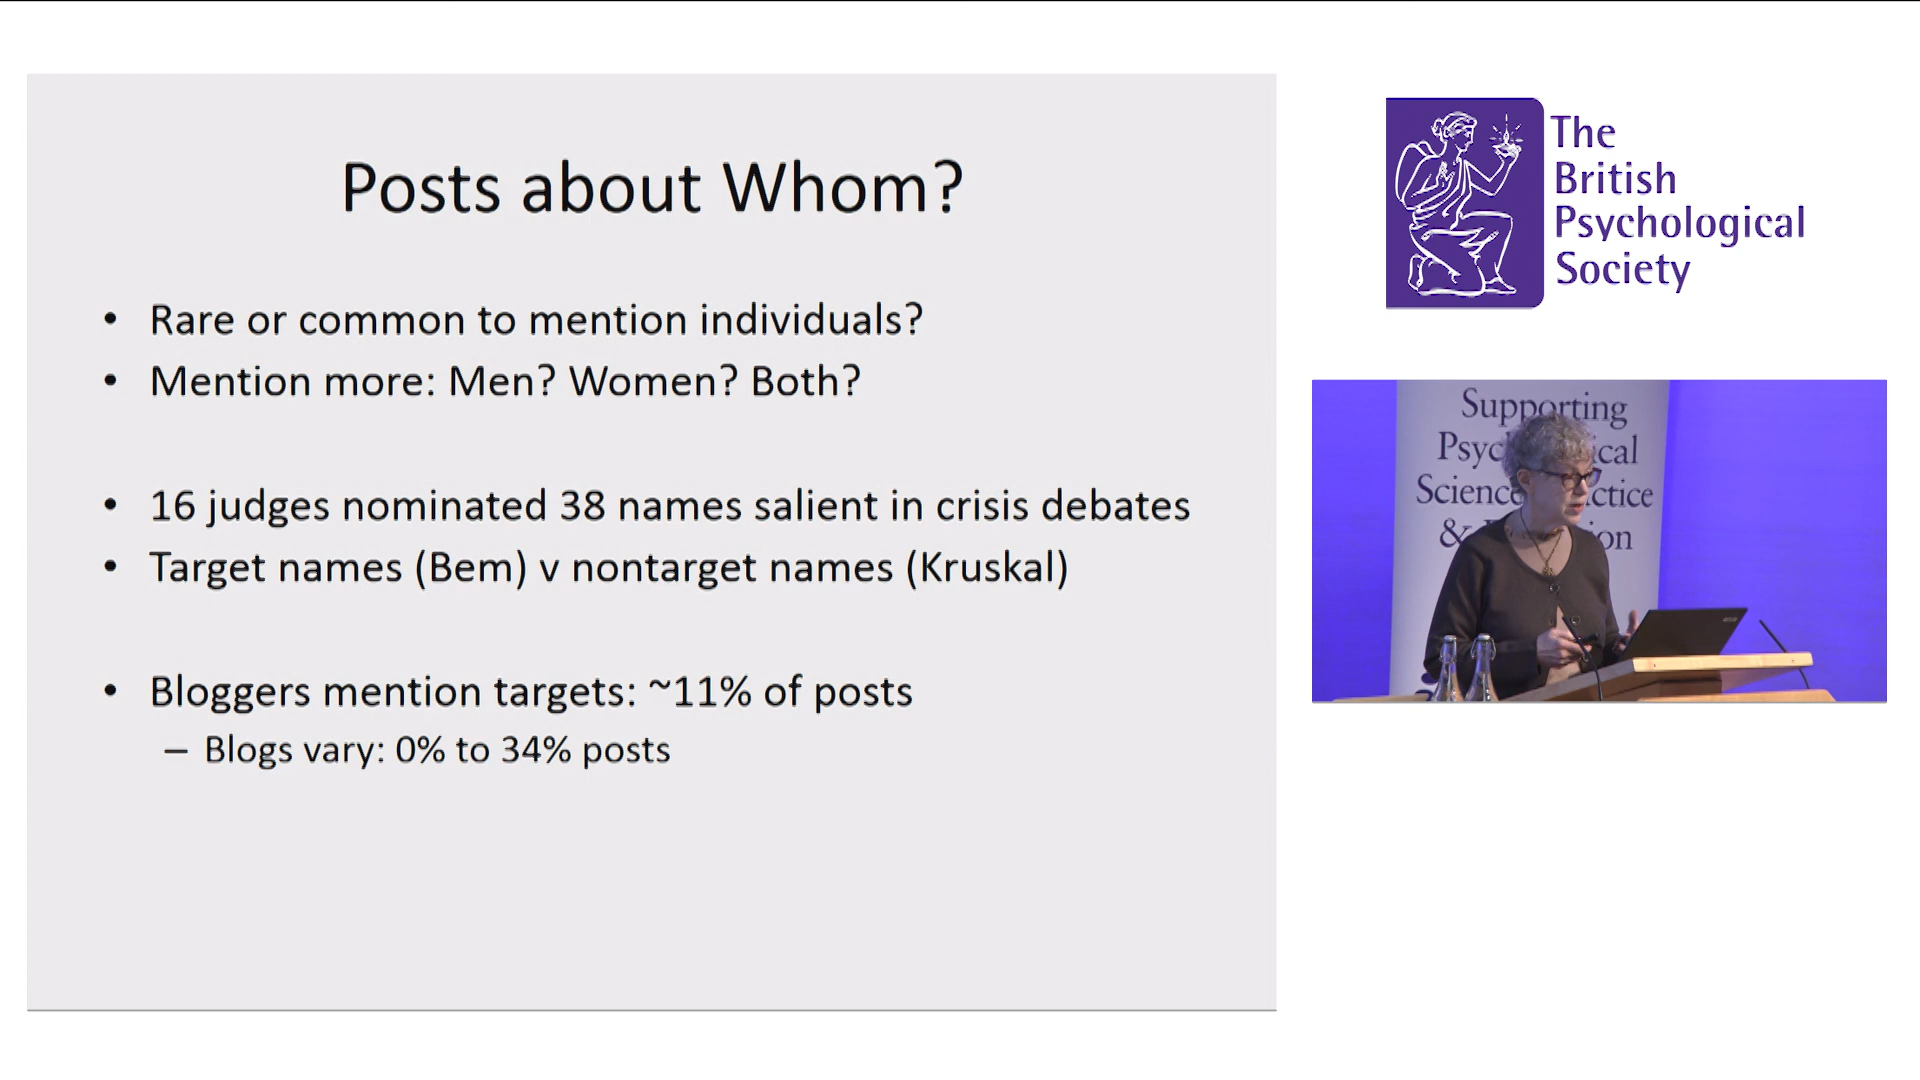 Posts about Whom?
• Rare or common to mention individuals?
• Mention more: Men? Women? Both?
• 16 judges nominated 38 names salient in crisis debates
• Target names (Bem) v nontarget names (Kruskal)
• Bloggers mention targets: ~11% of posts
– Blogs vary: 0% to 34% posts
The
British
Psychological
Society
Supporting